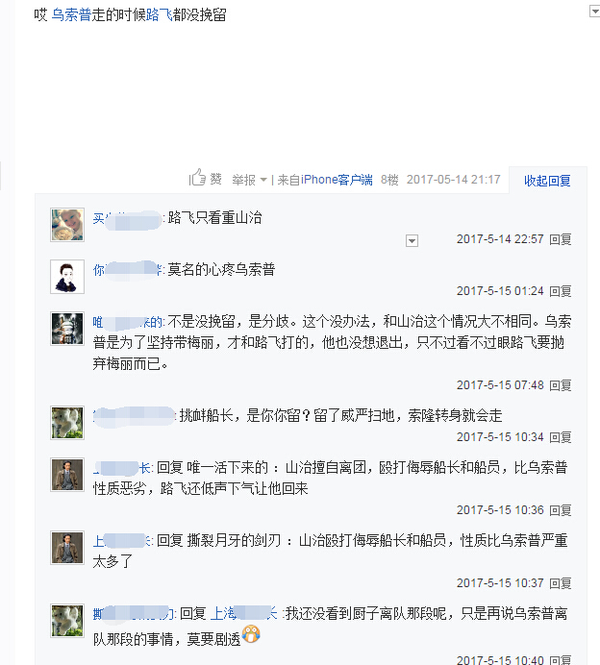 哎 乌索普走的时候路飞都没挽留
赞 举报 | 来自iPhone客户端 8楼 2017-05-14 21:17 收起回复
: 路飞只看重山治
2017-5-14 22:57 回复
你 : 莫名的心疼乌索普
2017-5-15 01:24 回复
唯 来的: 不是没挽留，是分歧。这个没办法，和山治这个情况大不相同。乌索
普是为了坚持带梅丽，才和路飞打的，他也没想退出，只不过看不过眼路飞要抛
弃梅丽而已。
2017-5-15 07:48 回复
: 挑衅船长，是你你留？留了威严扫地，索隆转身就会走
2017-5-15 10:34 回复
上 长: 回复 唯一活下来的 ：山治擅自离团，殴打侮辱船长和船员，比乌索普
性质恶劣，路飞还低声下气让他回来
2017-5-15 10:36 回复
上 : 回复 撕裂月牙的剑刃 ：山治殴打侮辱船长和船员，性质比乌索普严重
太多了
2017-5-15 10:37 回复
撕 刃: 回复 上海 长 :我还没看到厨子离队那段呢，只是再说乌索普离
队那段的事情，莫要剧透
2017-5-15 10:40 回复